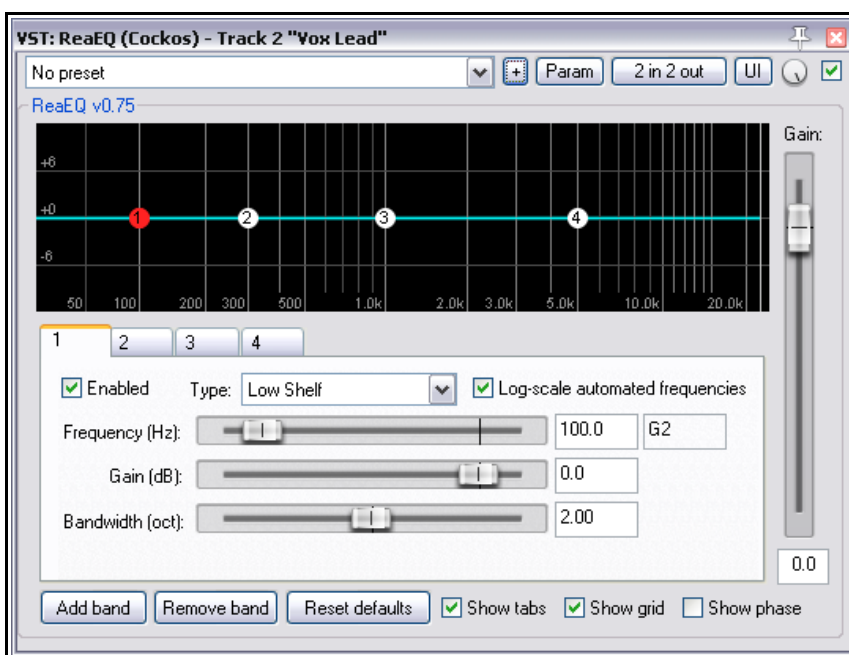 VST: ReaEQ (Cockos) - Track 2 "Vox Lead"
No preset + Param 2 in 2 out UI
ReaEQ v0.75
Gain:
+6
+0
-6
1 2 3 4
50 100 200 300 500 1.0k 2.0k 3.0k 5.0k 10.0k 20.0k
1 2 3 4
Enabled Type: Low Shelf Log-scale automated frequencies
Frequency (Hz): 100.0 G2
Gain (dB): 0.0
Bandwidth (oct): 2.00
0.0
Add band Remove band Reset defaults Show tabs Show grid Show phase